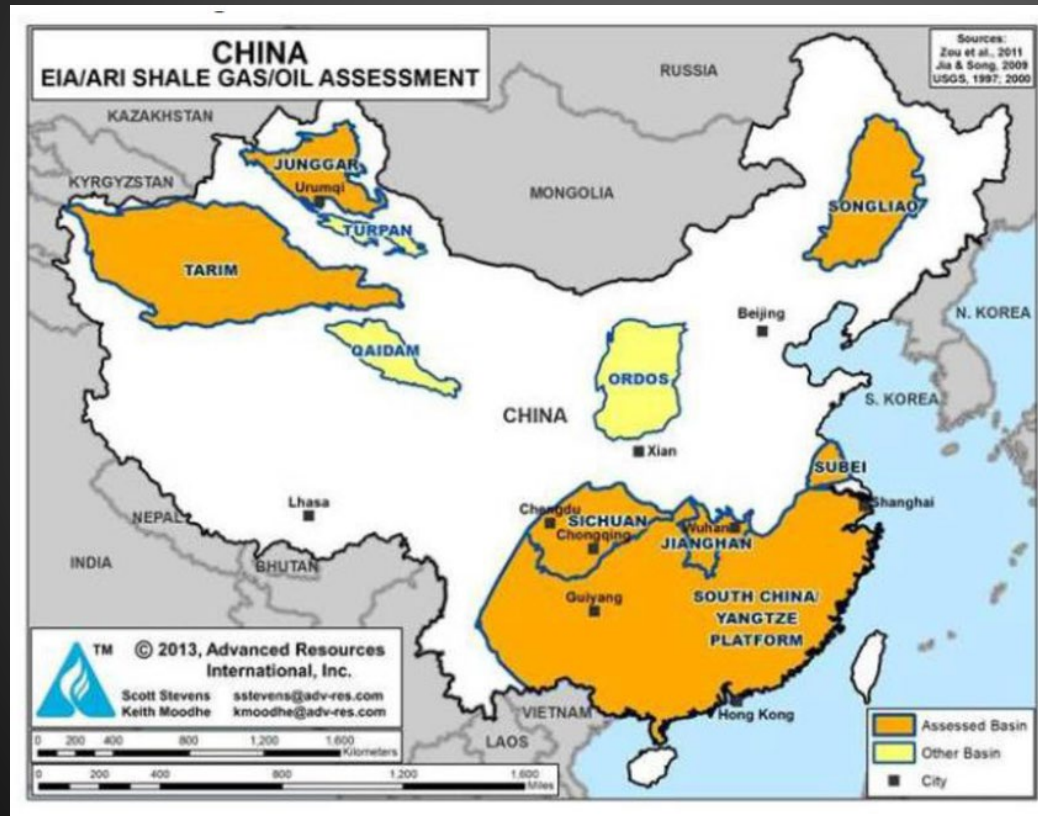 CHINA
EIA/ARI SHALE GAS/OIL ASSESSMENT
Sources:
Zou et al., 2011
Jia & Song, 2009
USGS, 1997; 2000
RUSSIA
KAZAKHSTAN
KYRGYZSTAN
MONGOLIA
JUNGGAR
Urumqi
TURPAN
TARIM
SONGLIAO
Beijing
N. KOREA
QAIDAM
ORDOS
S. KOREA
CHINA
Xian
SUBEI
Lhasa
Shanghai
Chengdu
SICHUAN
Chongqing
Wuhan
JIANGHAN
NEPAL
INDIA
BHUTAN
Guiyang
SOUTH CHINA/
YANGTZE
PLATFORM
TM
© 2013, Advanced Resources
International, Inc.
Scott Stevens sstevens@adv-res.com
Keith Moodhe kmoodhe@adv-res.com
VIETNAM
LAOS
Hong Kong
0 200 400 800 1,200 1,600
Kilometers
0 200 400 800 1,200 1,600
Miles
Assessed Basin
Other Basin
City